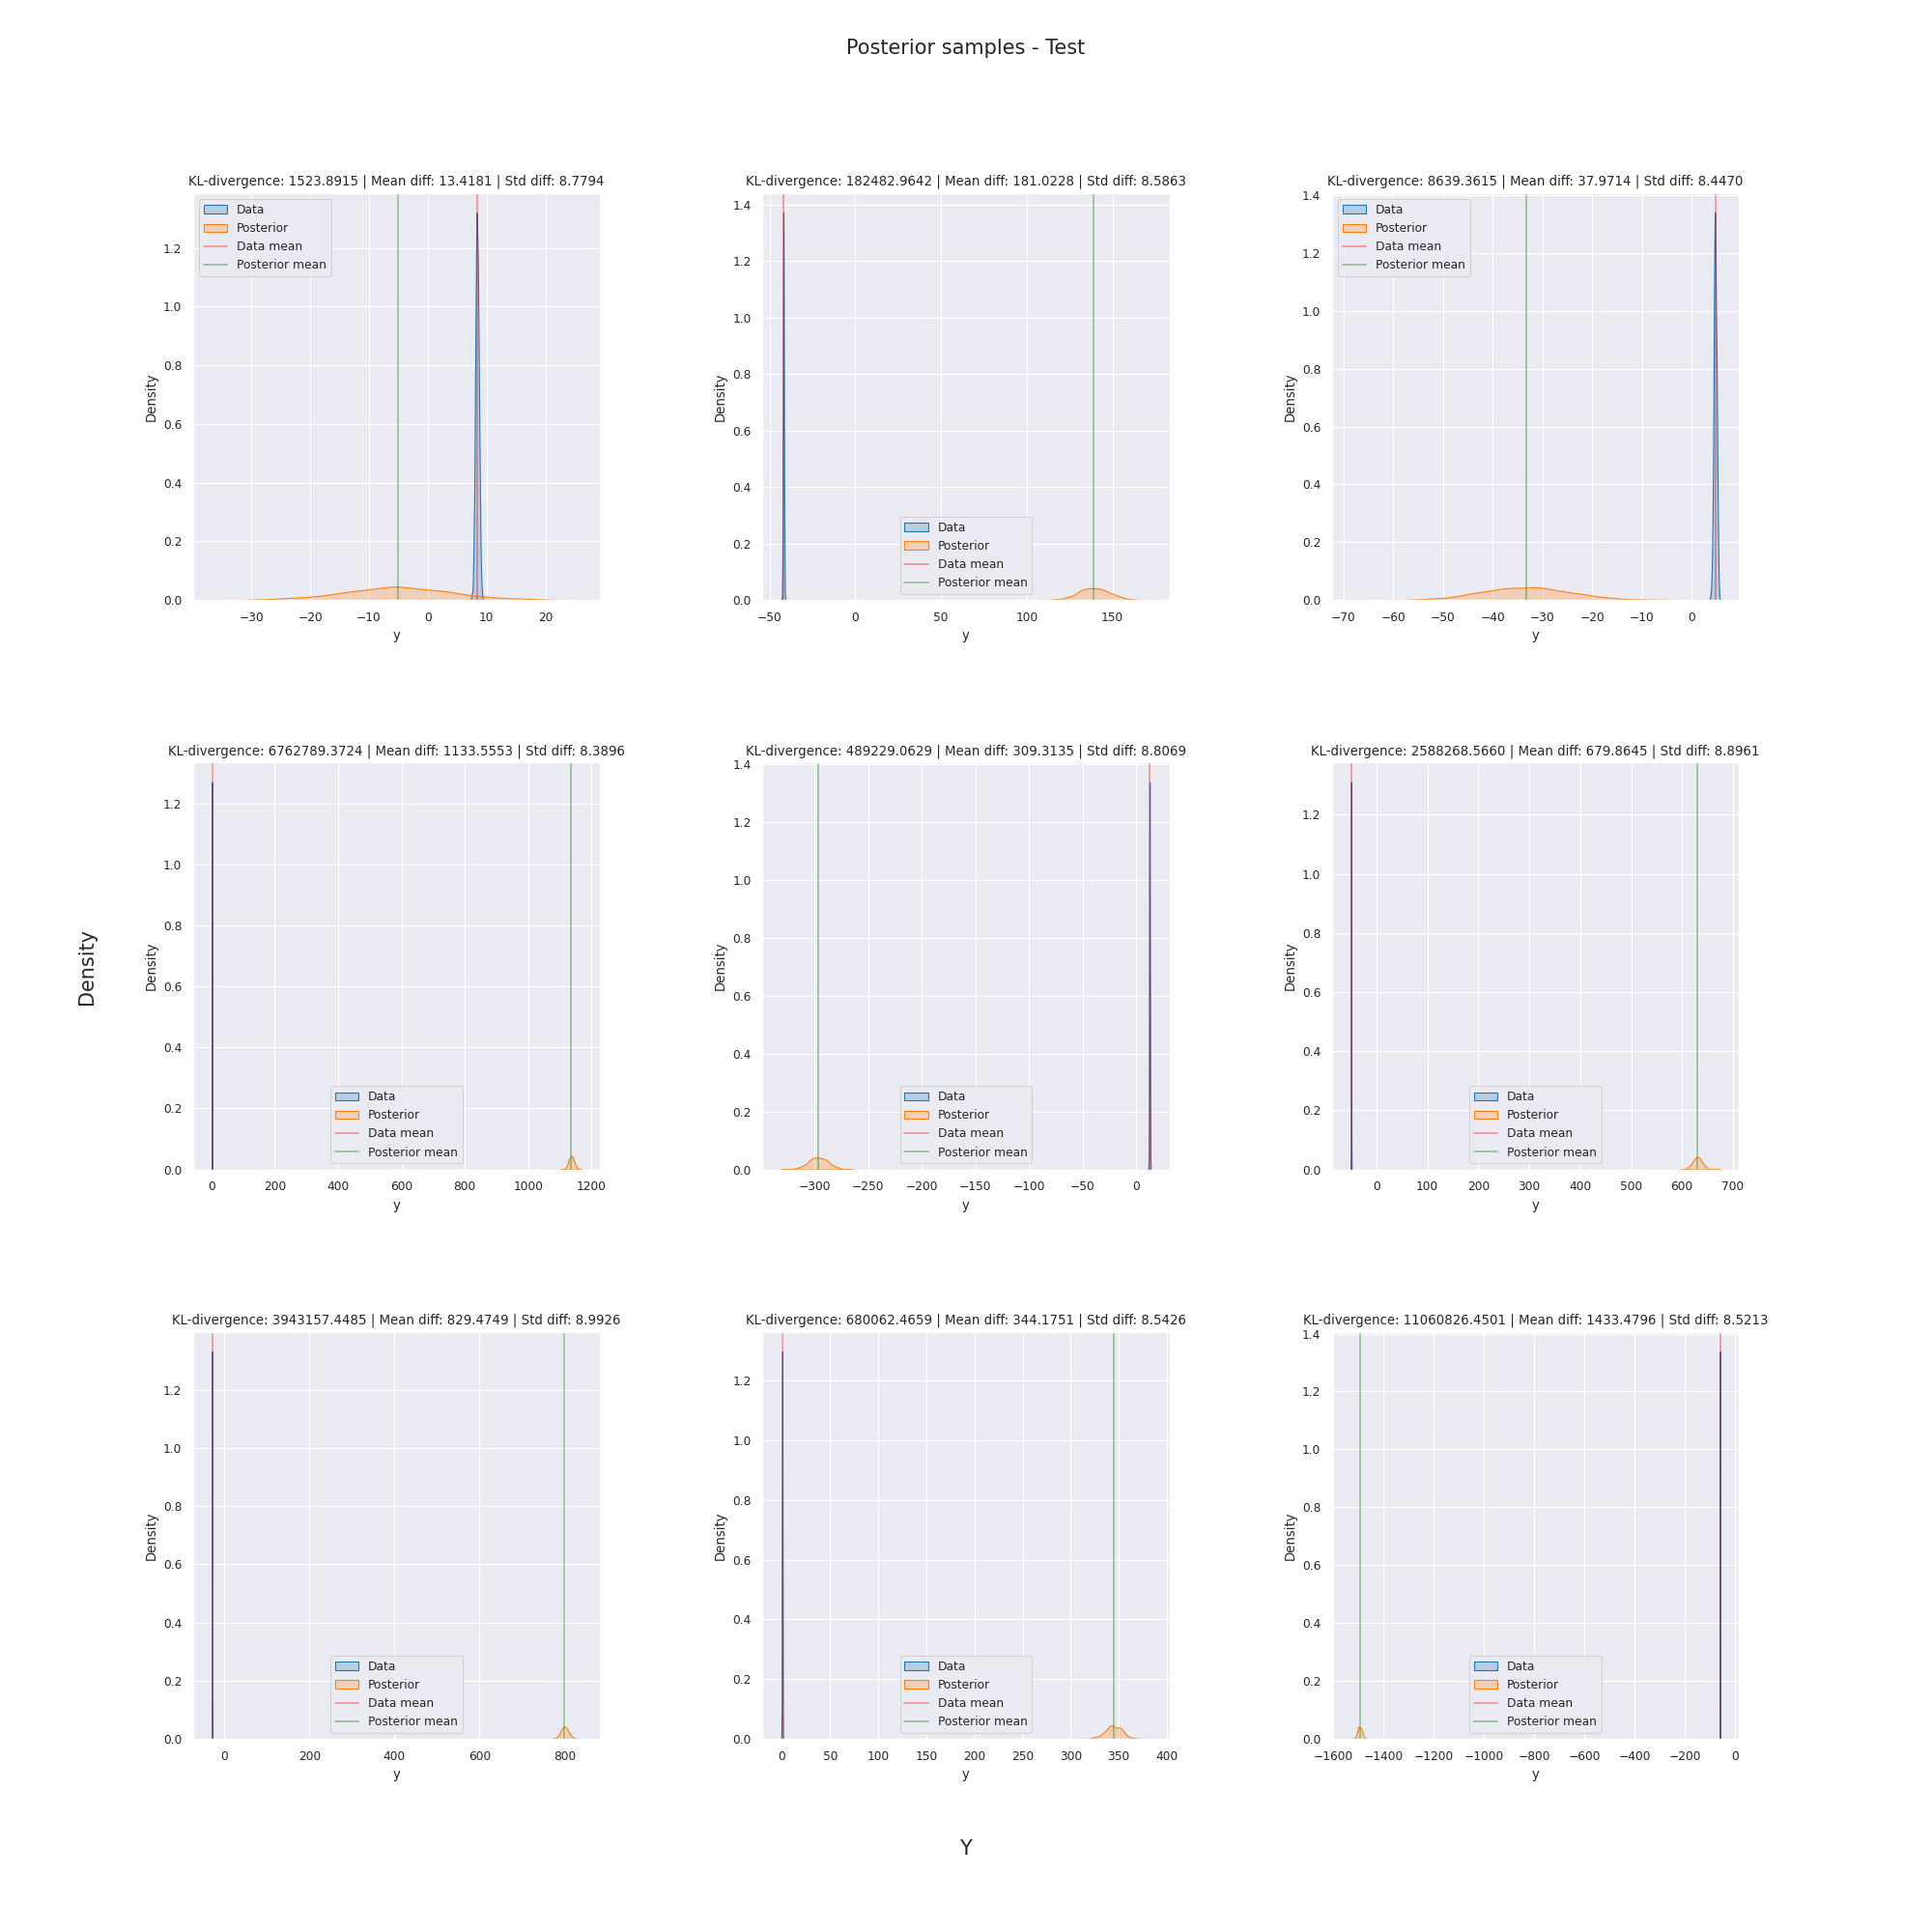 Posterior samples - Test
KL-divergence: 1523.8915 | Mean diff: 13.4181 | Std diff: 8.7794
Data
Posterior
Data mean
Posterior mean
1.2
1.0
0.8
0.6
0.4
0.2
0.0
Density
−30 −20 −10 0 10 20
y
KL-divergence: 182482.9642 | Mean diff: 181.0228 | Std diff: 8.5863
1.4
1.2
1.0
0.8
0.6
0.4
0.2
0.0
Density
Data
Posterior
Data mean
Posterior mean
−50 0 50 100 150
y
KL-divergence: 8639.3615 | Mean diff: 37.9714 | Std diff: 8.4470
Data
Posterior
Data mean
Posterior mean
1.4
1.2
1.0
0.8
0.6
0.4
0.2
0.0
Density
−70 −60 −50 −40 −30 −20 −10 0
y
Density
KL-divergence: 6762789.3724 | Mean diff: 1133.5553 | Std diff: 8.3896
1.2
1.0
0.8
0.6
0.4
0.2
0.0
Density
Data
Posterior
Data mean
Posterior mean
0 200 400 600 800 1000 1200
y
KL-divergence: 489229.0629 | Mean diff: 309.3135 | Std diff: 8.8069
1.4
1.2
1.0
0.8
0.6
0.4
0.2
0.0
Density
Data
Posterior
Data mean
Posterior mean
−300 −250 −200 −150 −100 −50 0
y
KL-divergence: 2588268.5660 | Mean diff: 679.8645 | Std diff: 8.8961
1.2
1.0
0.8
0.6
0.4
0.2
0.0
Density
Data
Posterior
Data mean
Posterior mean
0 100 200 300 400 500 600 700
y
KL-divergence: 3943157.4485 | Mean diff: 829.4749 | Std diff: 8.9926
1.2
1.0
0.8
0.6
0.4
0.2
0.0
Density
Data
Posterior
Data mean
Posterior mean
0 200 400 600 800
y
KL-divergence: 680062.4659 | Mean diff: 344.1751 | Std diff: 8.5426
1.2
1.0
0.8
0.6
0.4
0.2
0.0
Density
Data
Posterior
Data mean
Posterior mean
0 50 100 150 200 250 300 350 400
y
KL-divergence: 11060826.4501 | Mean diff: 1433.4796 | Std diff: 8.5213
1.4
1.2
1.0
0.8
0.6
0.4
0.2
0.0
Density
Data
Posterior
Data mean
Posterior mean
−1600 −1400 −1200 −1000 −800 −600 −400 −200 0
y
Y